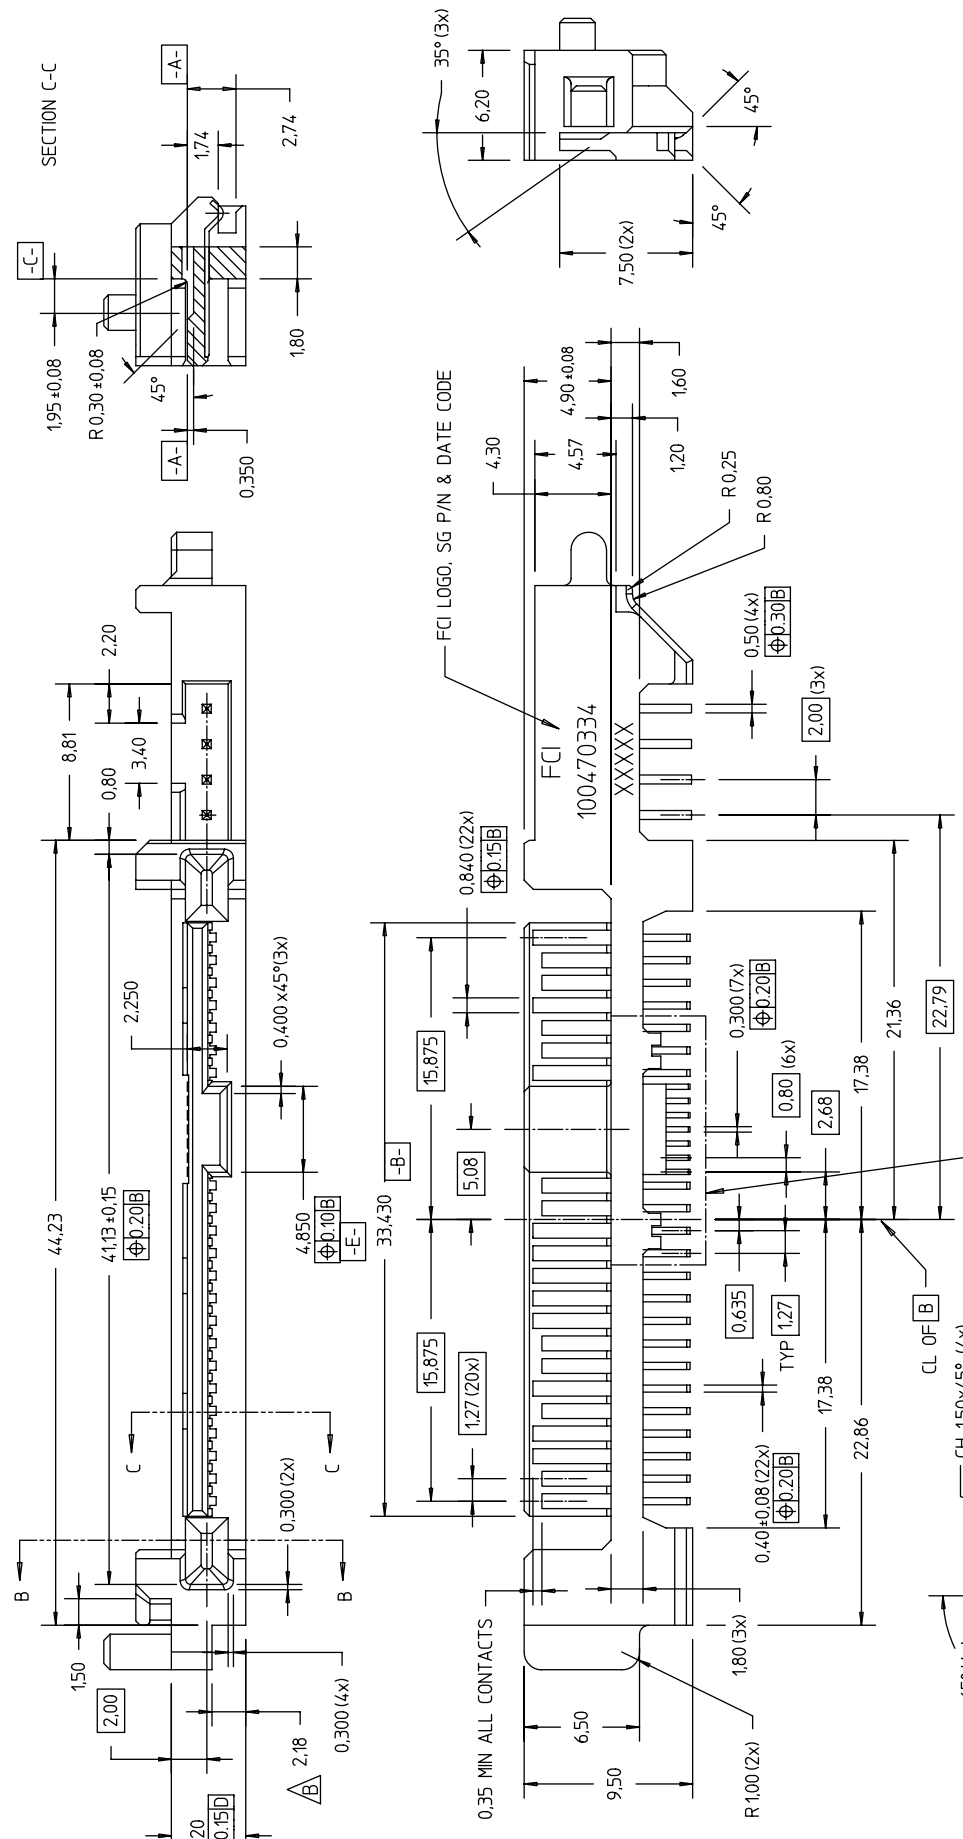 SECTION C-C
-A-
1,74
2,74
-C-
1,95 ±0,08
R 0,30 ±0,08
45°
1,80
-A-
0,350
35° (3x)
6,20
45°
45°
7,50 (2x)
2,20
8,81
3,40
0,80
2,250
0,400 x45°(3x)
44,23
41,13 ±0,15
⌖ 0.20 B
4,850
⌖ 0.10 B
-E-
C
C
B
B
0,300 (2x)
1,50
2,00
2,18
B
0,300 (4x)
20
0.15 D
FCI LOGO, SG P/N & DATE CODE
4,90 ±0,08
1,60
4,30
4,57
1,20
R 0,25
R 0,80
FCI
100470334
XXXXX
0,50 (4x)
⌖ 0.30 B
2,00 (3x)
0,840 (22x)
⌖ 0.15 B
15,875
-B-
33,430
5,08
15,875
1,27 (20x)
0,300 (7x)
⌖ 0.20 B
0,80 (6x)
2,68
17,38
21,36
22,79
0,635
TYP 1,27
17,38
22,86
0,40 ±0,08 (22x)
⌖ 0.20 B
CL OF B
0,35 MIN ALL CONTACTS
6,50
9,50
1,80 (3x)
R 1,00 (2x)